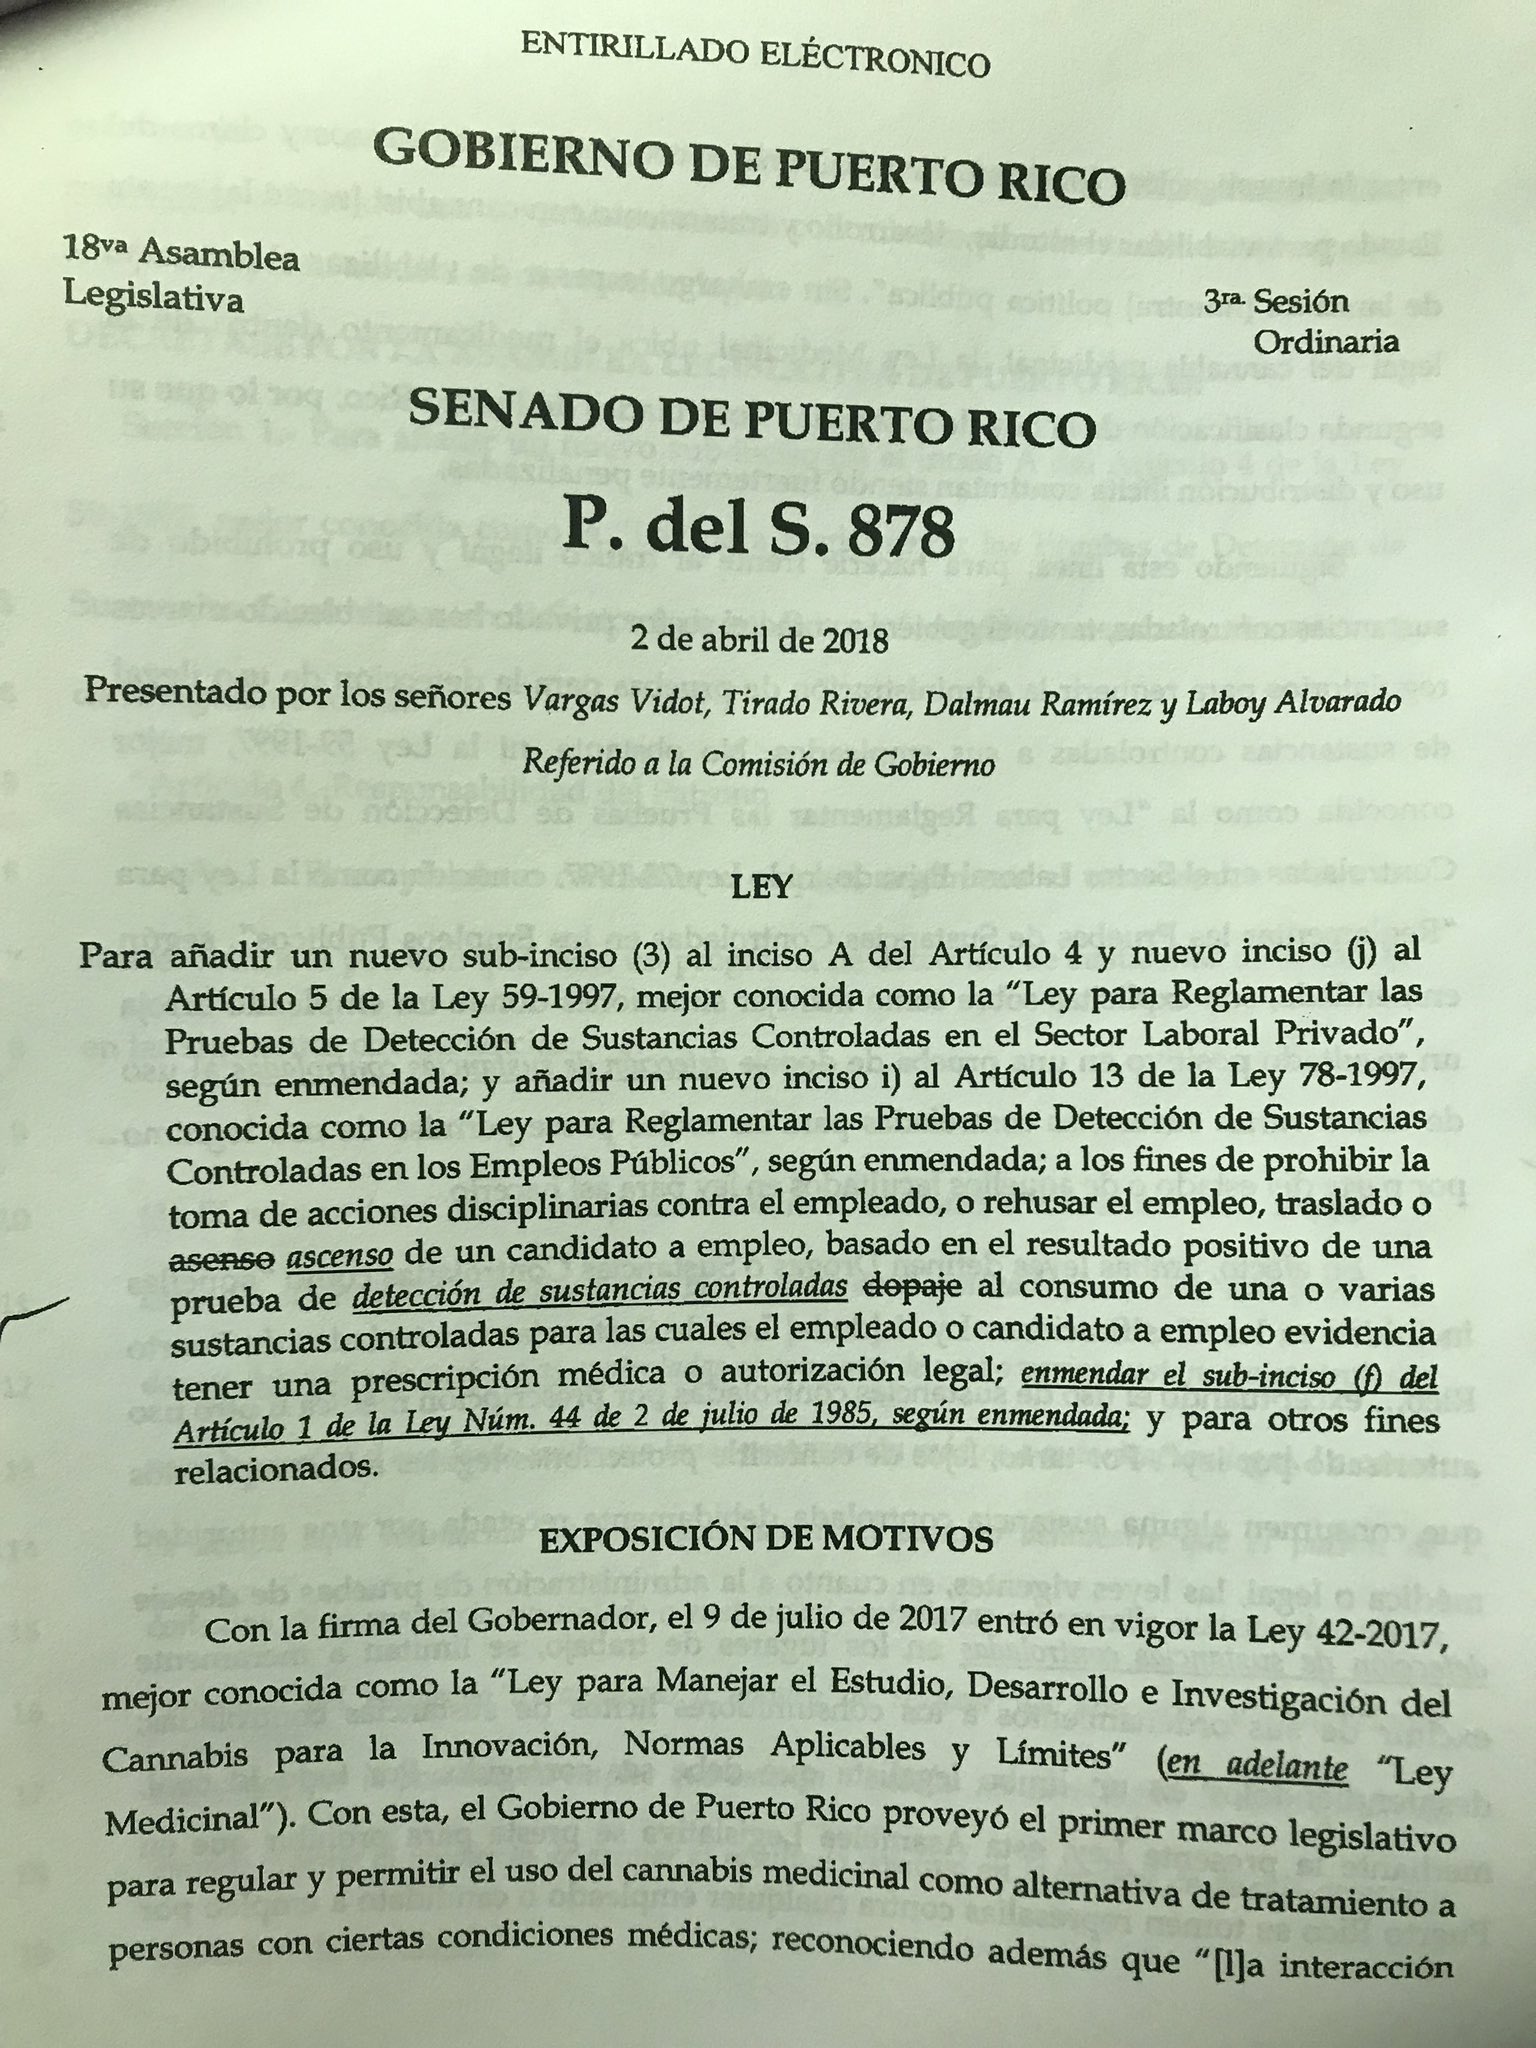 ENTIRILLADO ELÉCTRONICO
GOBIERNO DE PUERTO RICO
18va Asamblea
Legislativa
3ra. Sesión
Ordinaria
SENADO DE PUERTO RICO
P. del S. 878
2 de abril de 2018
Presentado por los señores Vargas Vidot, Tirado Rivera, Dalmau Ramírez y Laboy Alvarado
Referido a la Comisión de Gobierno
LEY
Para añadir un nuevo sub-inciso (3) al inciso A del Artículo 4 y nuevo inciso (j) al
Artículo 5 de la Ley 59-1997, mejor conocida como la “Ley para Reglamentar las
Pruebas de Detección de Sustancias Controladas en el Sector Laboral Privado”,
según enmendada; y añadir un nuevo inciso i) al Artículo 13 de la Ley 78-1997,
conocida como la “Ley para Reglamentar las Pruebas de Detección de Sustancias
Controladas en los Empleos Públicos”, según enmendada; a los fines de prohibir la
toma de acciones disciplinarias contra el empleado, o rehusar el empleo, traslado o
asenso ascenso de un candidato a empleo, basado en el resultado positivo de una
prueba de detección de sustancias controladas dopaje al consumo de una o varias
sustancias controladas para las cuales el empleado o candidato a empleo evidencia
tener una prescripción médica o autorización legal; enmendar el sub-inciso (f) del
Artículo 1 de la Ley Núm. 44 de 2 de julio de 1985, según enmendada; y para otros fines
relacionados.
EXPOSICIÓN DE MOTIVOS
Con la firma del Gobernador, el 9 de julio de 2017 entró en vigor la Ley 42-2017,
mejor conocida como la “Ley para Manejar el Estudio, Desarrollo e Investigación del
Cannabis para la Innovación, Normas Aplicables y Límites” (en adelante “Ley
Medicinal”). Con esta, el Gobierno de Puerto Rico proveyó el primer marco legislativo
para regular y permitir el uso del cannabis medicinal como alternativa de tratamiento a
personas con ciertas condiciones médicas; reconociendo además que “[l]a interacción